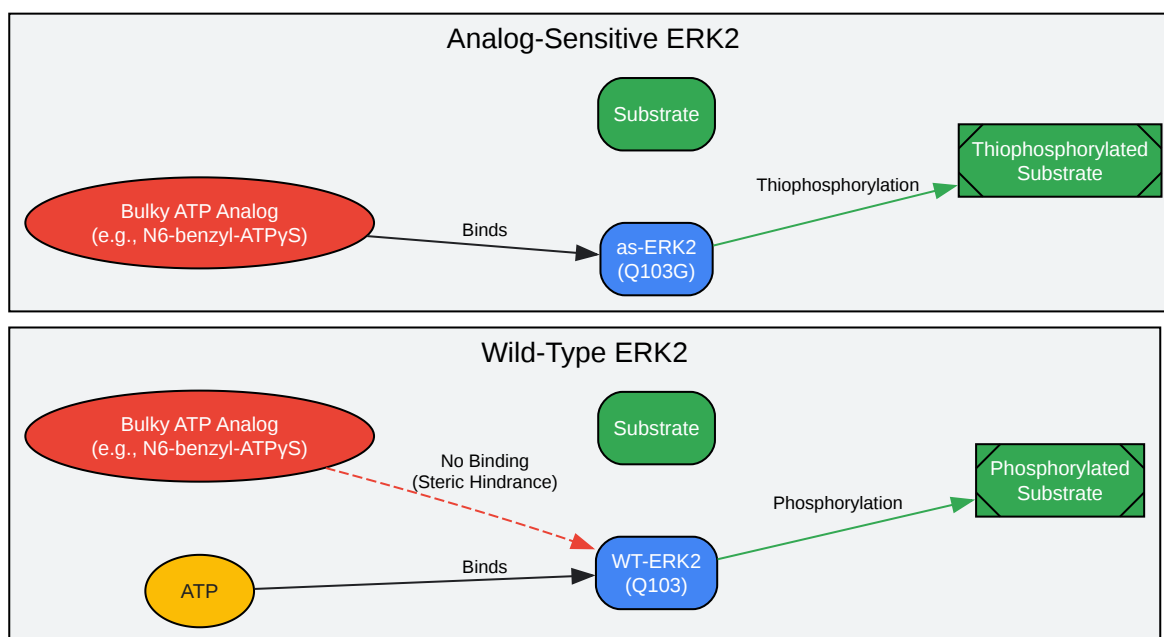 Analog-Sensitive ERK2
Substrate
Thiophosphorylated
Substrate
Thiophosphorylation
Bulky ATP Analog
(e.g., N6-benzyl-ATPγS)
Binds
as-ERK2
(Q103G)
Wild-Type ERK2
Bulky ATP Analog
(e.g., N6-benzyl-ATPγS)
Substrate
No Binding
(Steric Hindrance)
Phosphorylated
Substrate
Phosphorylation
ATP
Binds
WT-ERK2
(Q103)